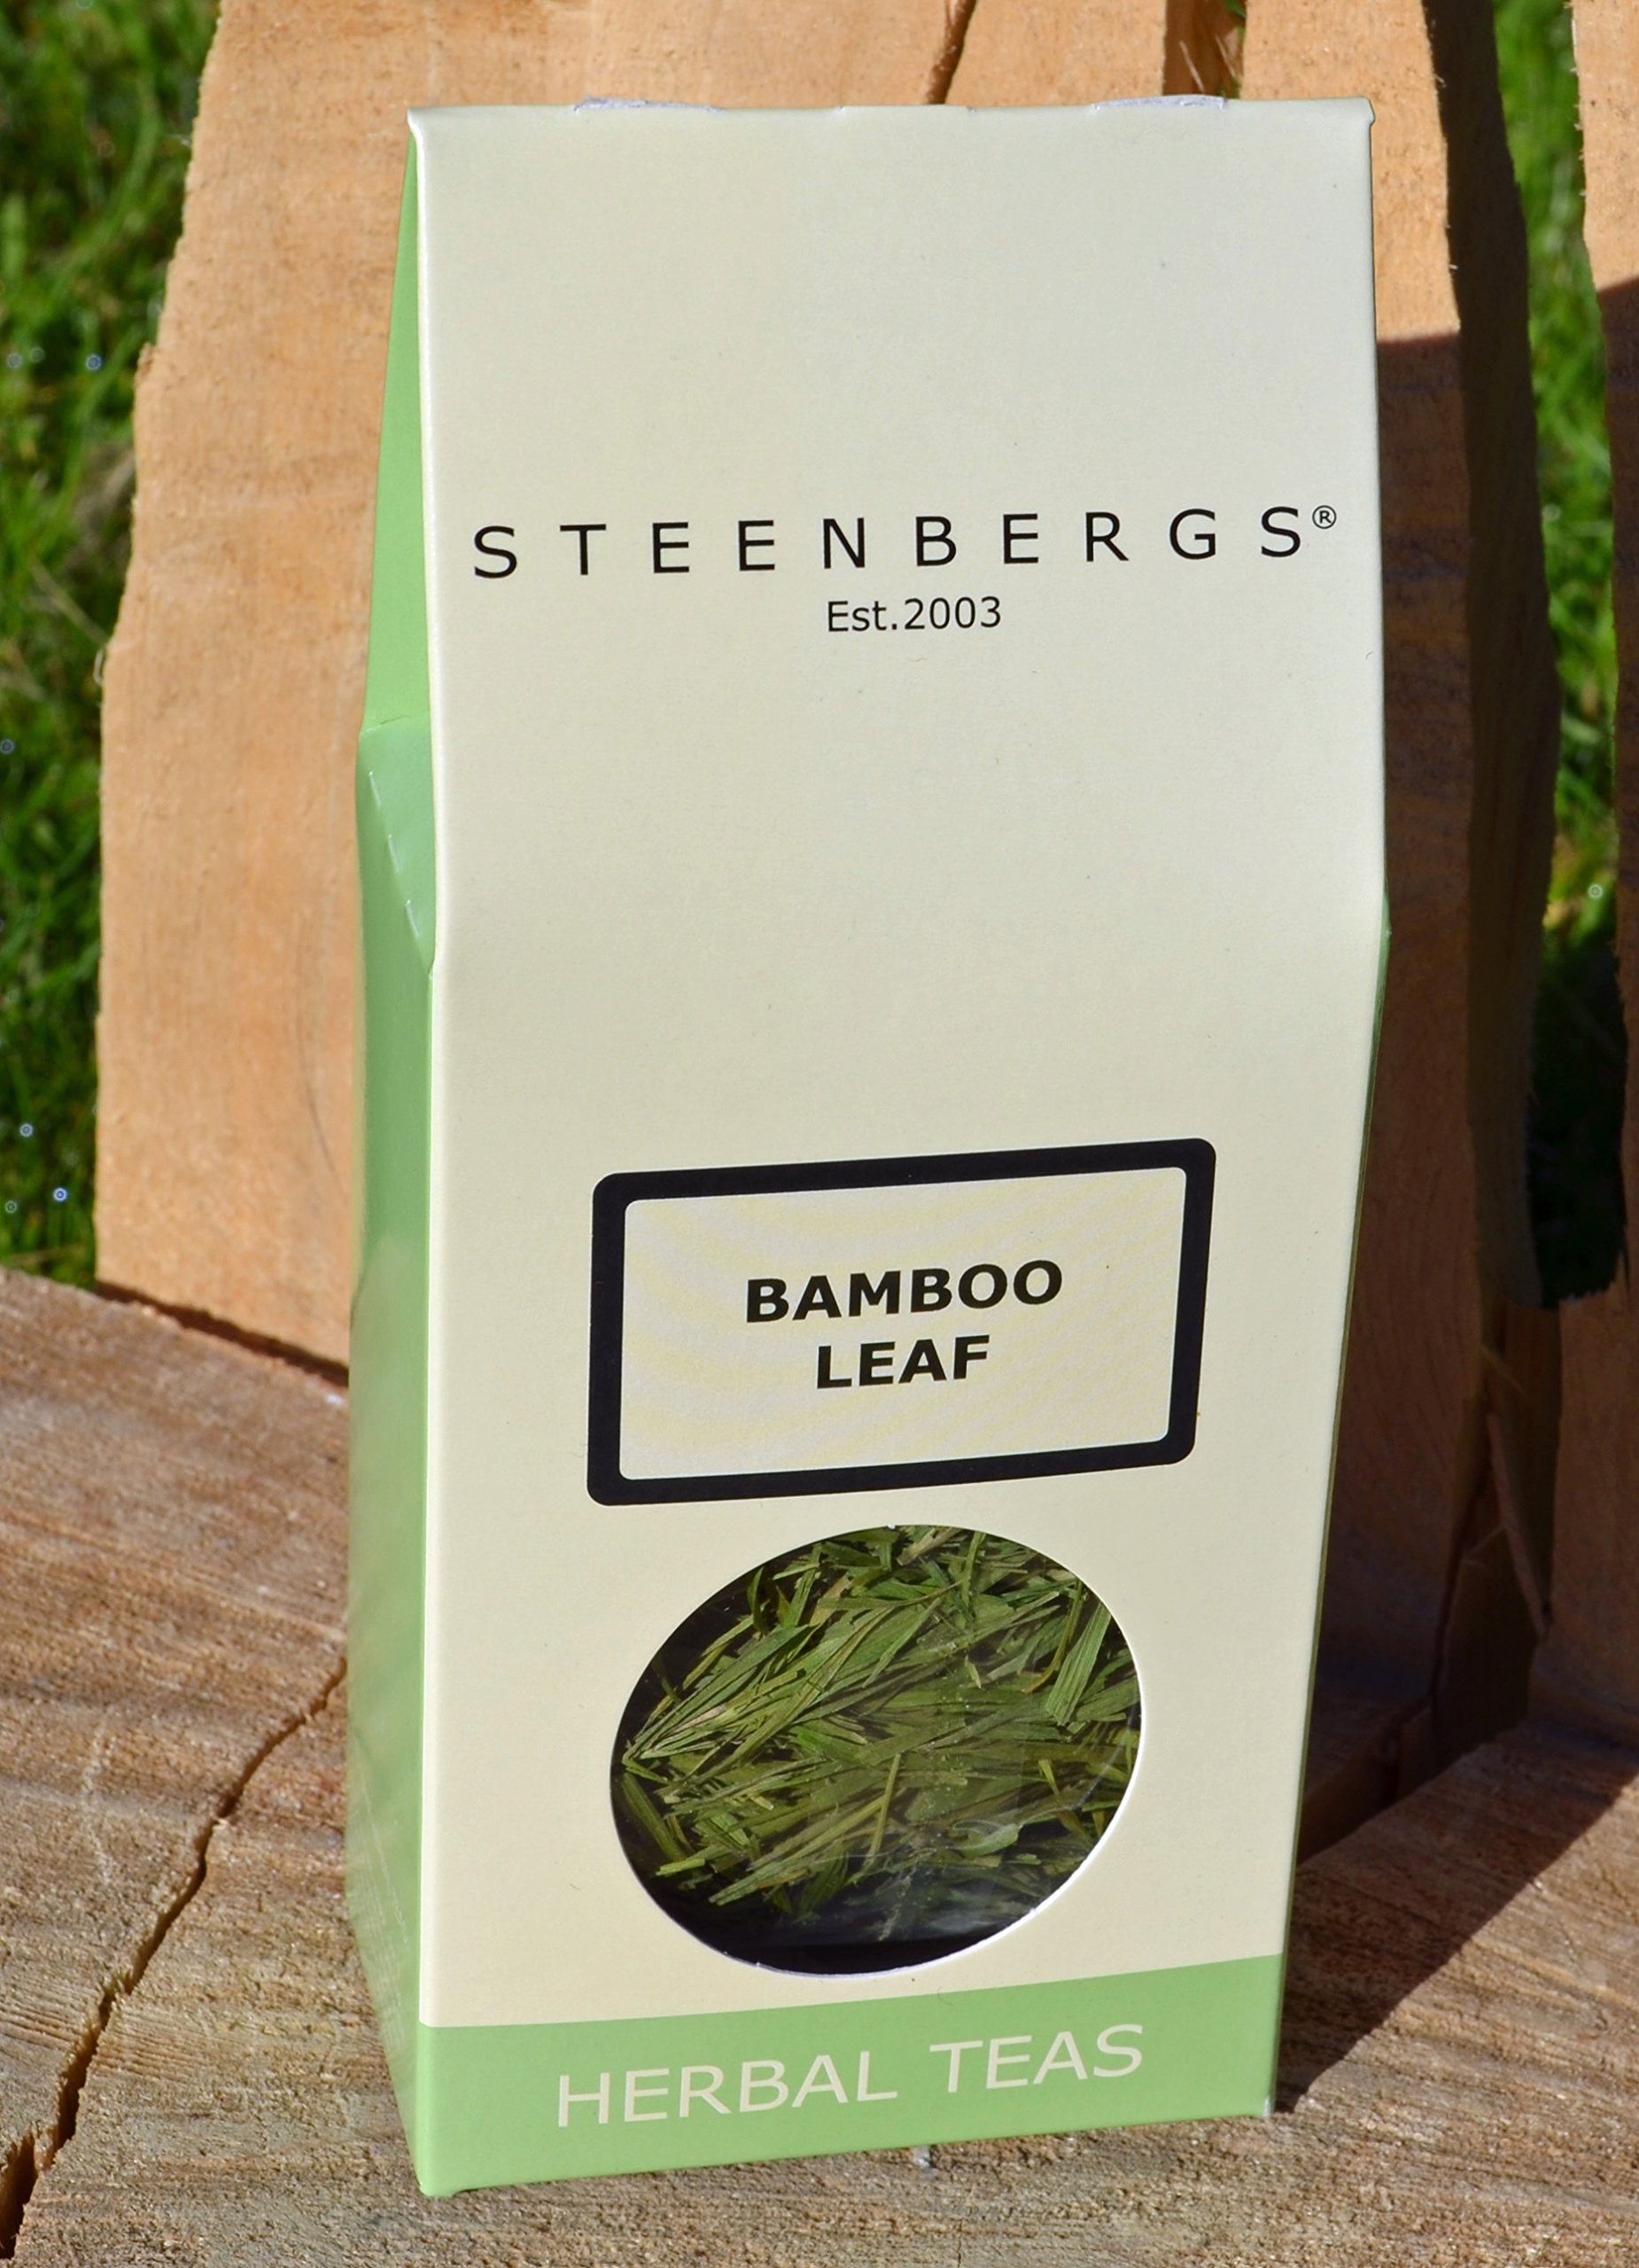 STEENBERGS®
Est.2003
BAMBOO
LEAF
HERBAL TEAS